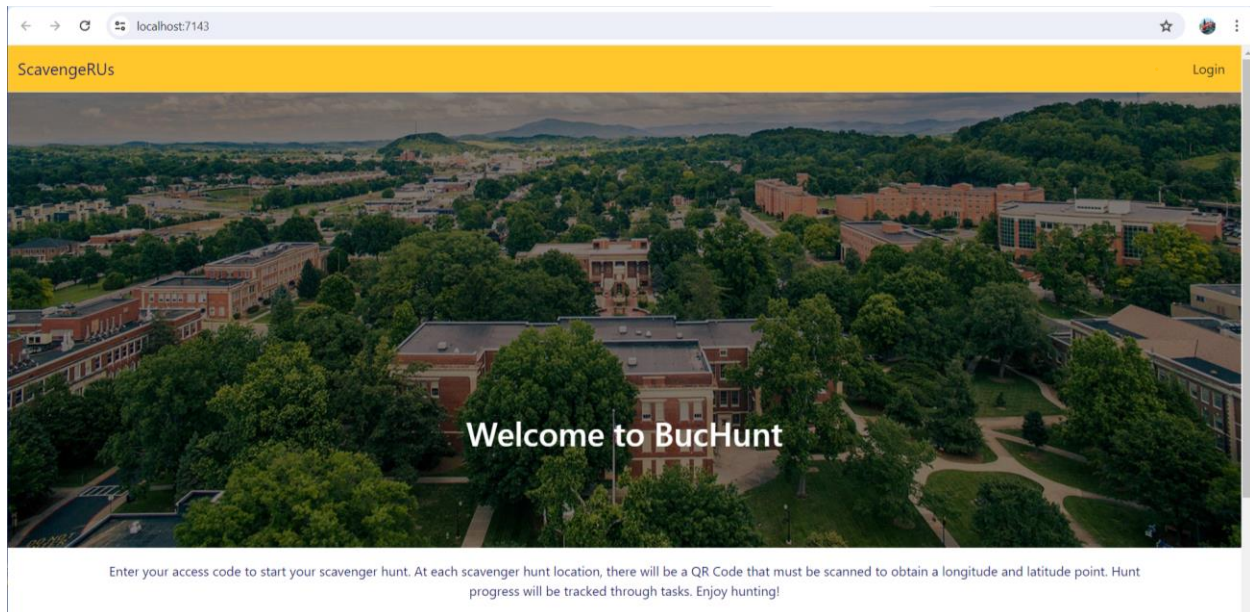 localhost:7143
ScavengeRUs
Login
Welcome to BucHunt
Enter your access code to start your scavenger hunt. At each scavenger hunt location, there will be a QR Code that must be scanned to obtain a longitude and latitude point. Hunt
progress will be tracked through tasks. Enjoy hunting!